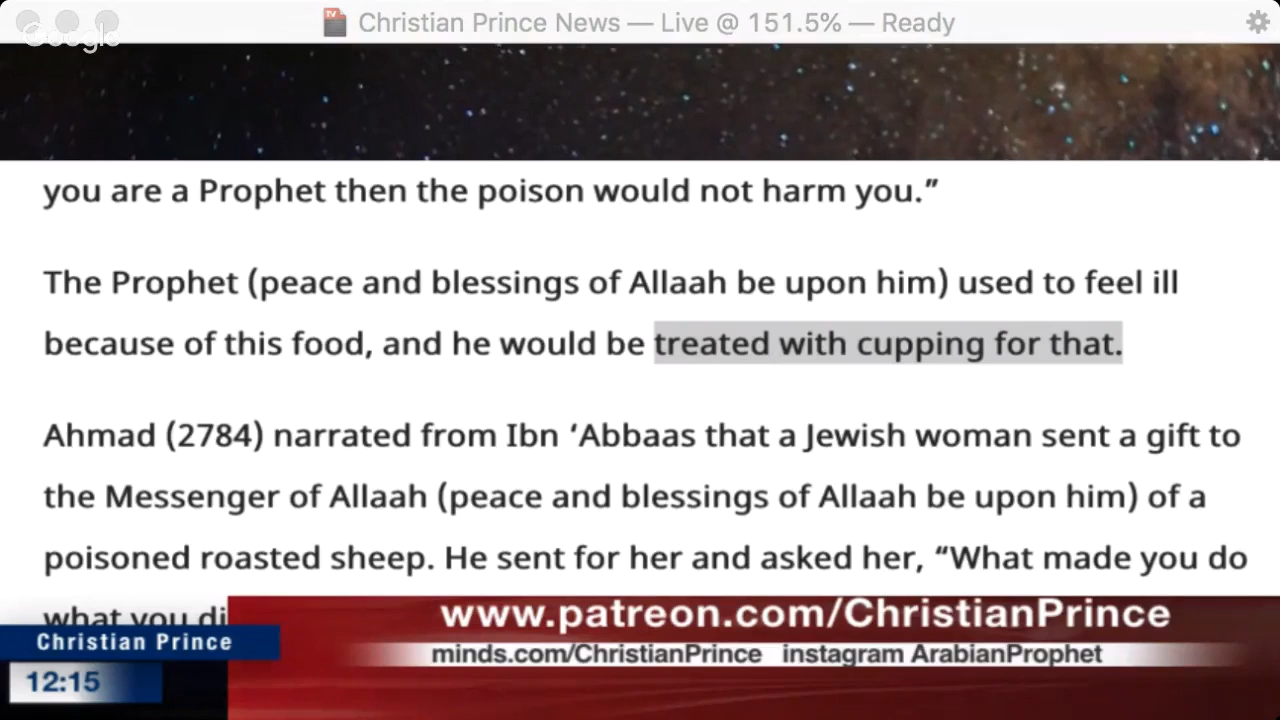 Christian Prince News — Live @ 151.5% — Ready
Google
you are a Prophet then the poison would not harm you.”
The Prophet (peace and blessings of Allaah be upon him) used to feel ill
because of this food, and he would be treated with cupping for that.
Ahmad (2784) narrated from Ibn ‘Abbaas that a Jewish woman sent a gift to
the Messenger of Allaah (peace and blessings of Allaah be upon him) of a
poisoned roasted sheep. He sent for her and asked her, “What made you do
what you di
www.patreon.com/ChristianPrince
Christian Prince
minds.com/ChristianPrince instagram ArabianProphet
12:15